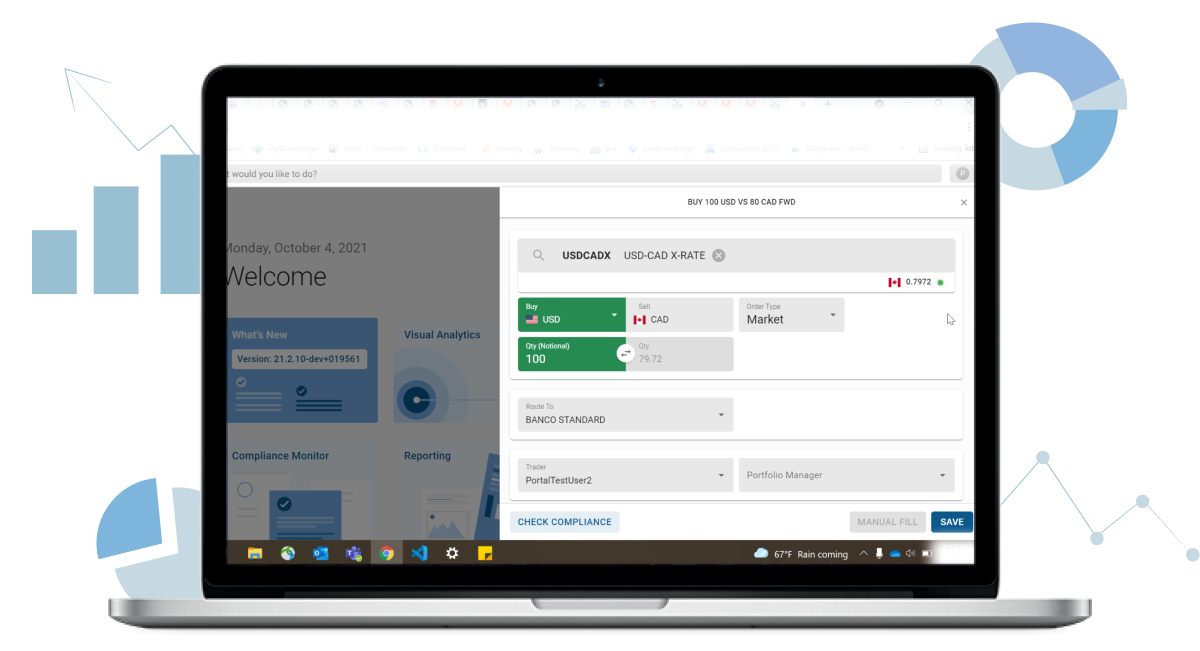 t would you like to do?
P
BUY 100 USD VS 80 CAD FWD
Monday, October 4, 2021
Welcome
USDCADX USD-CAD X-RATE
0.7972
Buy
USD
Sell
CAD
Order Type
Market
What's New
Version: 21.2.10-dev+019561
Visual Analytics
Qty (Notional)
100
Qty
79.72
Route To
BANCO STANDARD
Compliance Monitor
Reporting
Trader
PortalTestUser2
Portfolio Manager
CHECK COMPLIANCE
MANUAL FILL
SAVE
67°F Rain coming